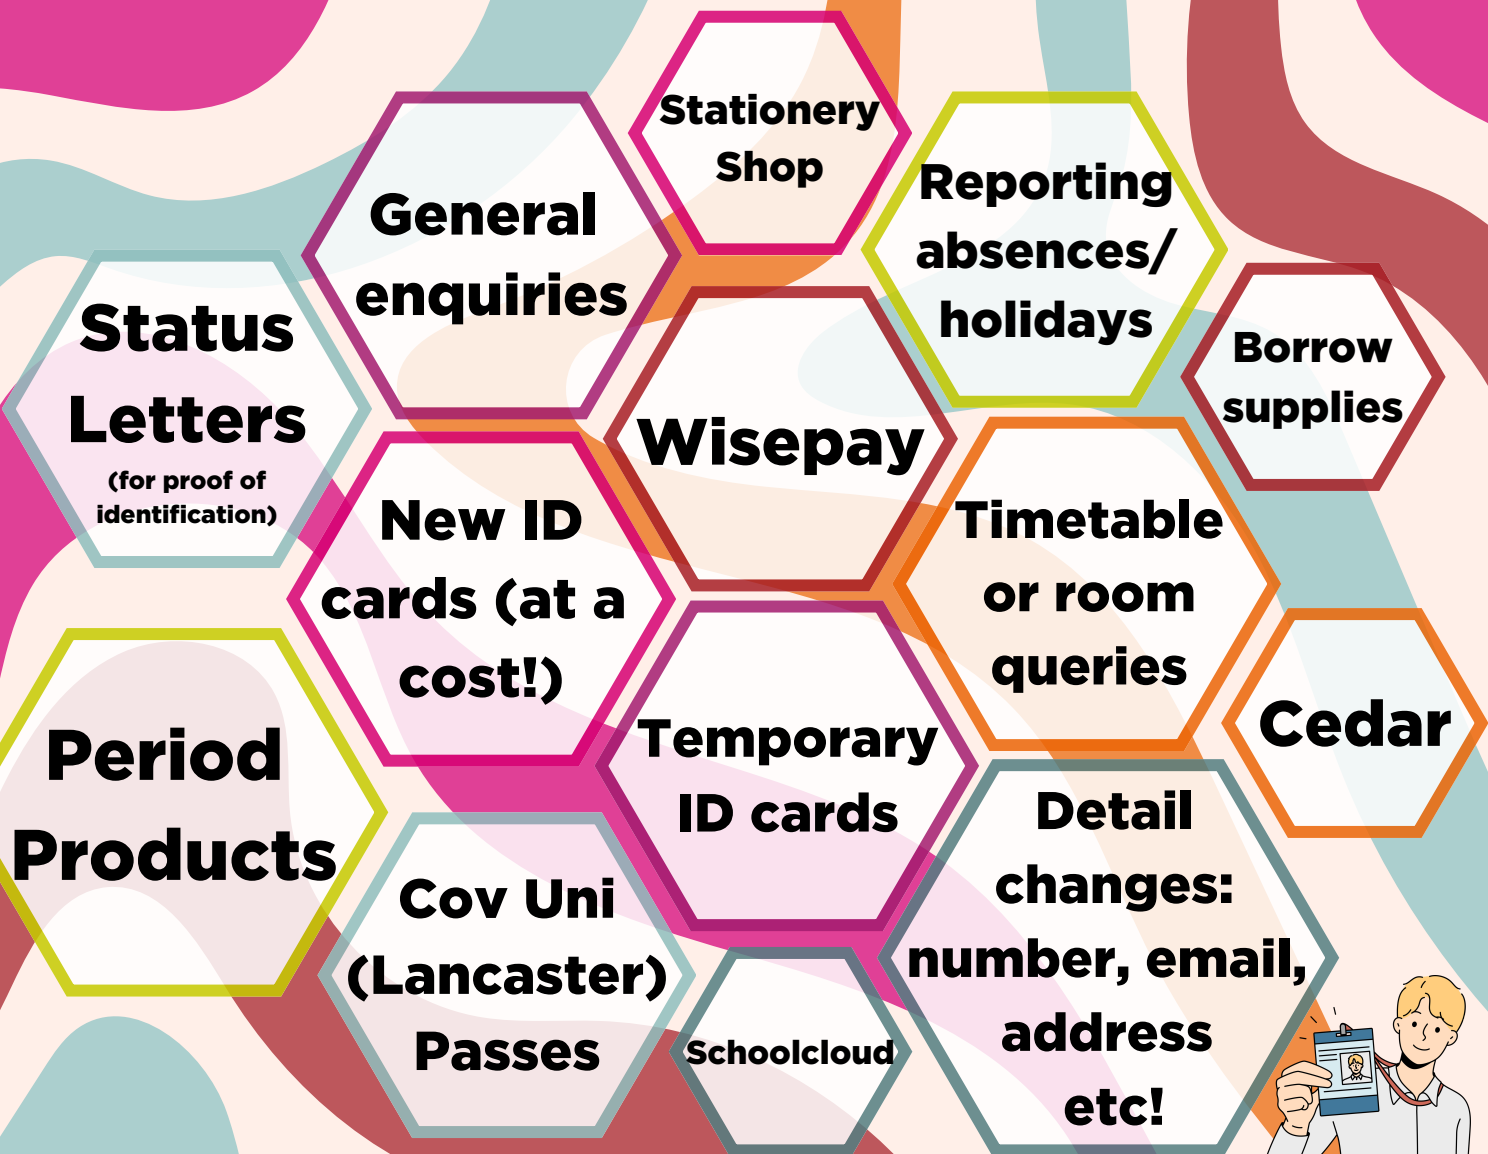 Stationery
Shop
General
enquiries
Reporting
absences/
holidays
Status
Letters
(for proof of
identification)
Borrow
supplies
Wisepay
New ID
cards (at a
cost!)
Timetable
or room
queries
Period
Products
Temporary
ID cards
Cedar
Cov Uni
(Lancaster)
Passes
Detail
changes:
number, email,
address
etc!
Schoolcloud